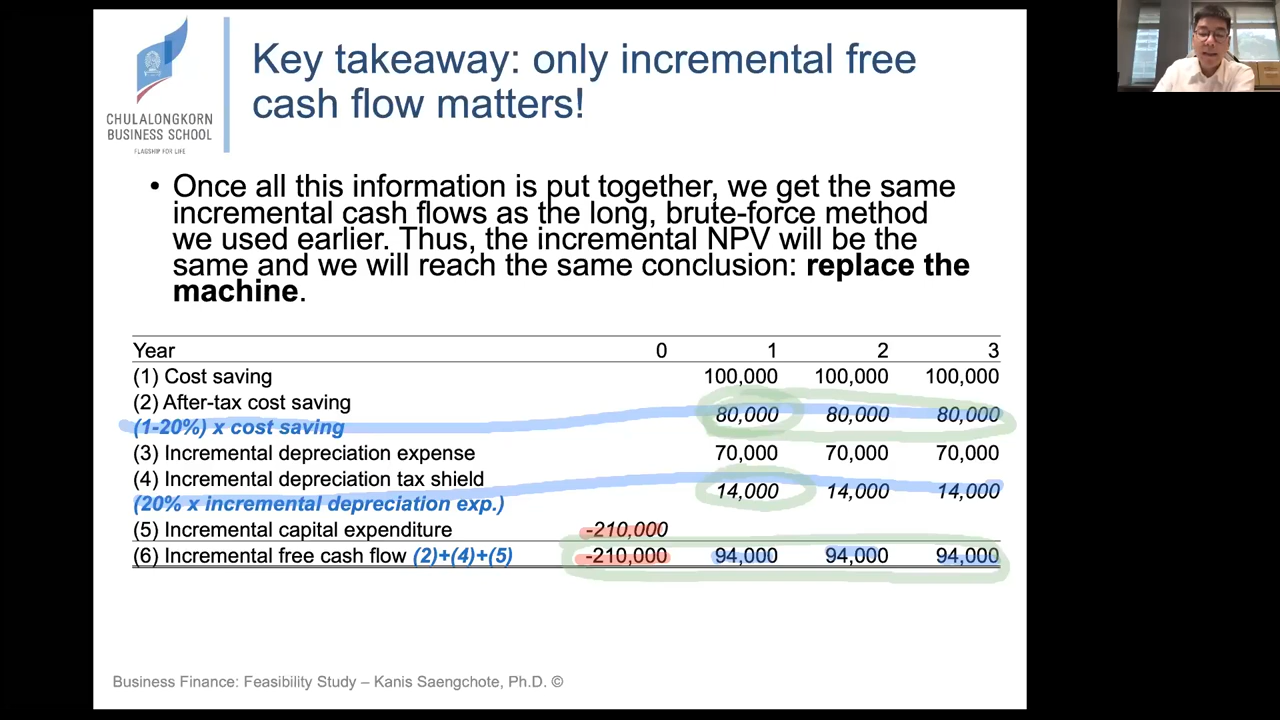 CHULALONGKORN
BUSINESS SCHOOL
FLAGSHIP FOR LIFE
Key takeaway: only incremental free
cash flow matters!
• Once all this information is put together, we get the same
incremental cash flows as the long, brute-force method
we used earlier. Thus, the incremental NPV will be the
same and we will reach the same conclusion: replace the
machine.
Year 0 1 2 3
(1) Cost saving 100,000 100,000 100,000
(2) After-tax cost saving
(1-20%) x cost saving 80,000 80,000 80,000
(3) Incremental depreciation expense 70,000 70,000 70,000
(4) Incremental depreciation tax shield
(20% x incremental depreciation exp.) 14,000 14,000 14,000
(5) Incremental capital expenditure -210,000
(6) Incremental free cash flow (2)+(4)+(5) -210,000 94,000 94,000 94,000
Business Finance: Feasibility Study – Kanis Saengchote, Ph.D. ©